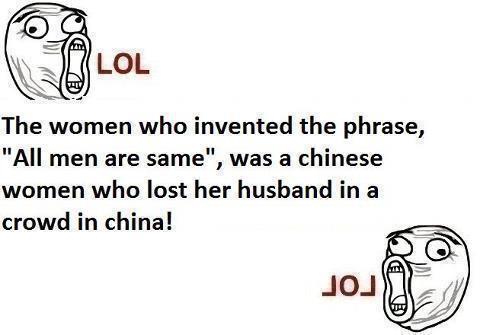 LOL
The women who invented the phrase,
"All men are same", was a chinese
women who lost her husband in a
crowd in china!
LOL